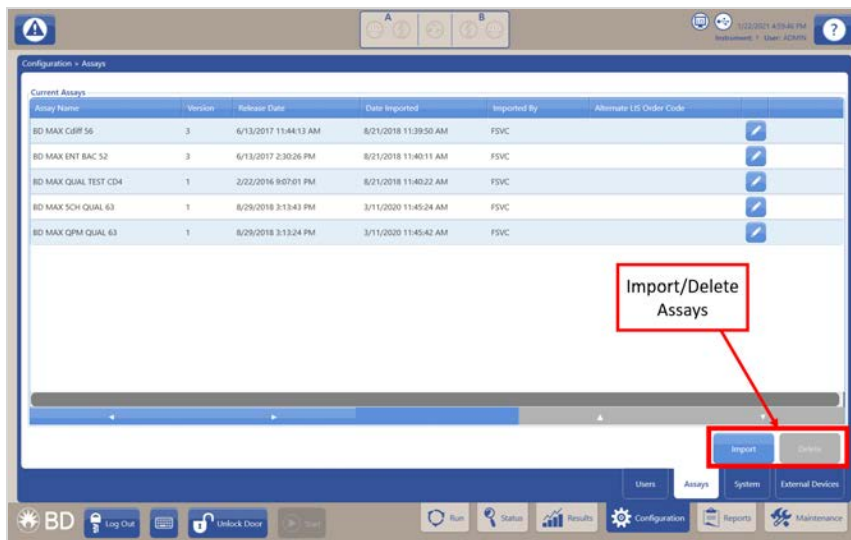 A B
1/22/2021 4:59:46 PM
Instrument: ? User: ADMIN
?
Configuration > Assays
Current Assays
Assay Name Version Release Date Date Imported Imported By Alternate LIS Order Code
BD MAX Cdiff 56 3 6/13/2017 11:44:13 AM 8/21/2018 11:39:50 AM FSVC
BD MAX ENT BAC 52 3 6/13/2017 2:30:26 PM 8/21/2018 11:40:11 AM FSVC
BD MAX QUAL TEST CD4 1 2/22/2016 9:07:01 PM 8/21/2018 11:40:22 AM FSVC
BD MAX 5CH QUAL 63 1 8/29/2018 3:13:43 PM 3/11/2020 11:45:24 AM FSVC
BD MAX QPM QUAL 63 1 8/29/2018 3:13:24 PM 3/11/2020 11:45:42 AM FSVC
Import/Delete
Assays
Import Delete
Users Assays System External Devices
BD Log Out Unlock Door Start Run Status Results Configuration Reports Maintenance